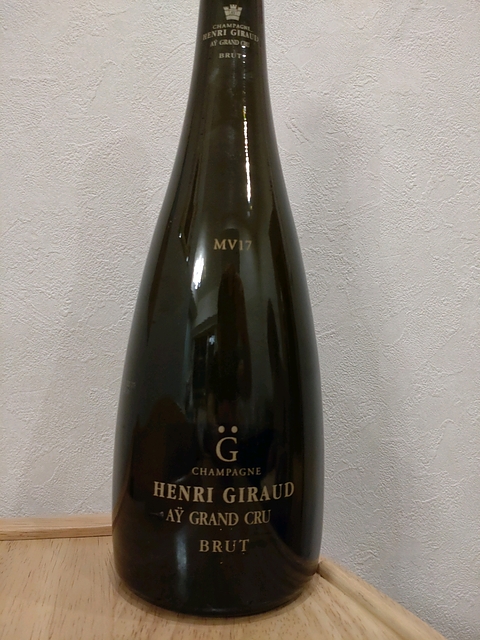 CHAMPAGNE
HENRI GIRAUD
AŸ GRAND CRU
BRUT
MV17
G̈
CHAMPAGNE
HENRI GIRAUD
AŸ GRAND CRU
BRUT